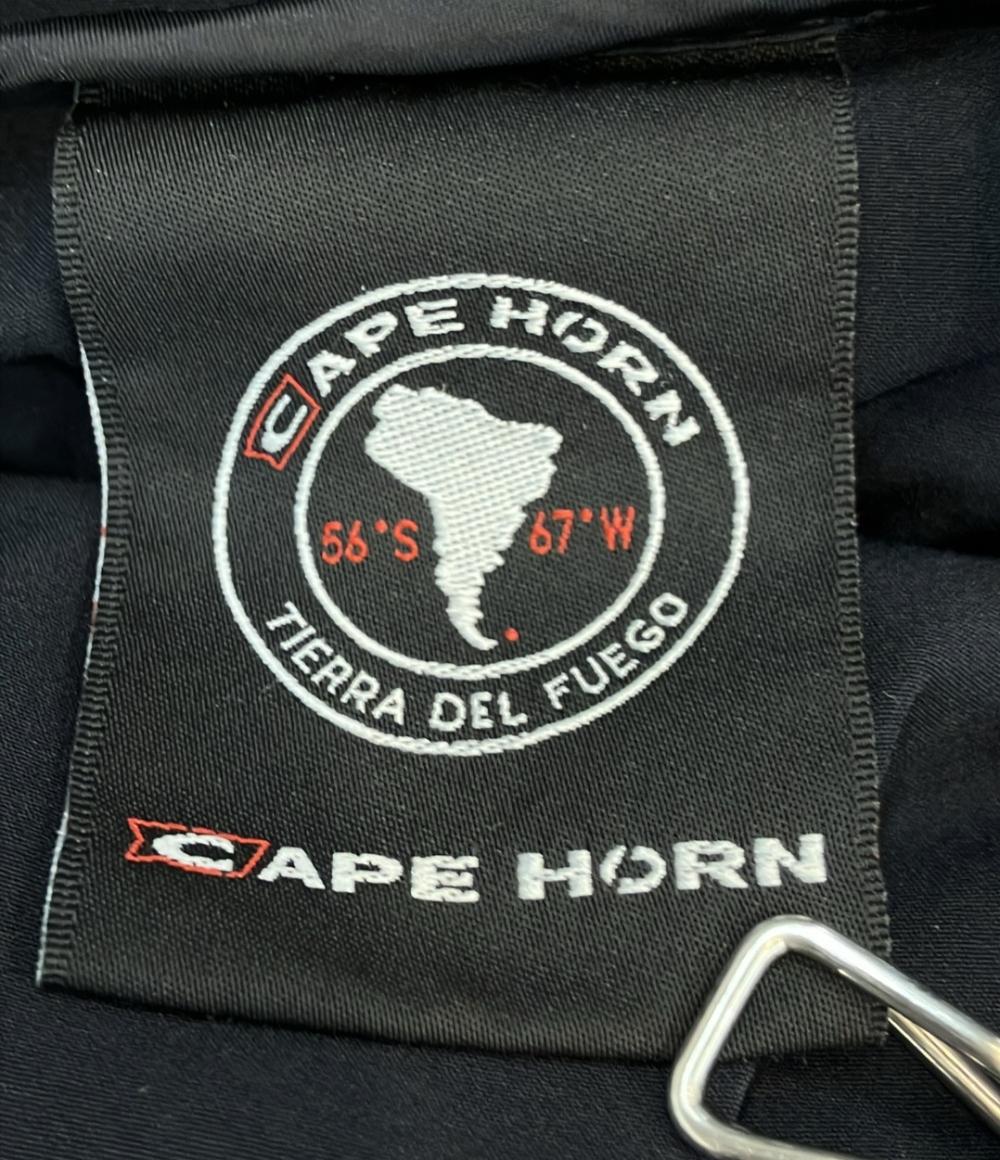 CAPE HORN
56°S 67°W
TIERRA DEL FUEGO
CAPE HORN